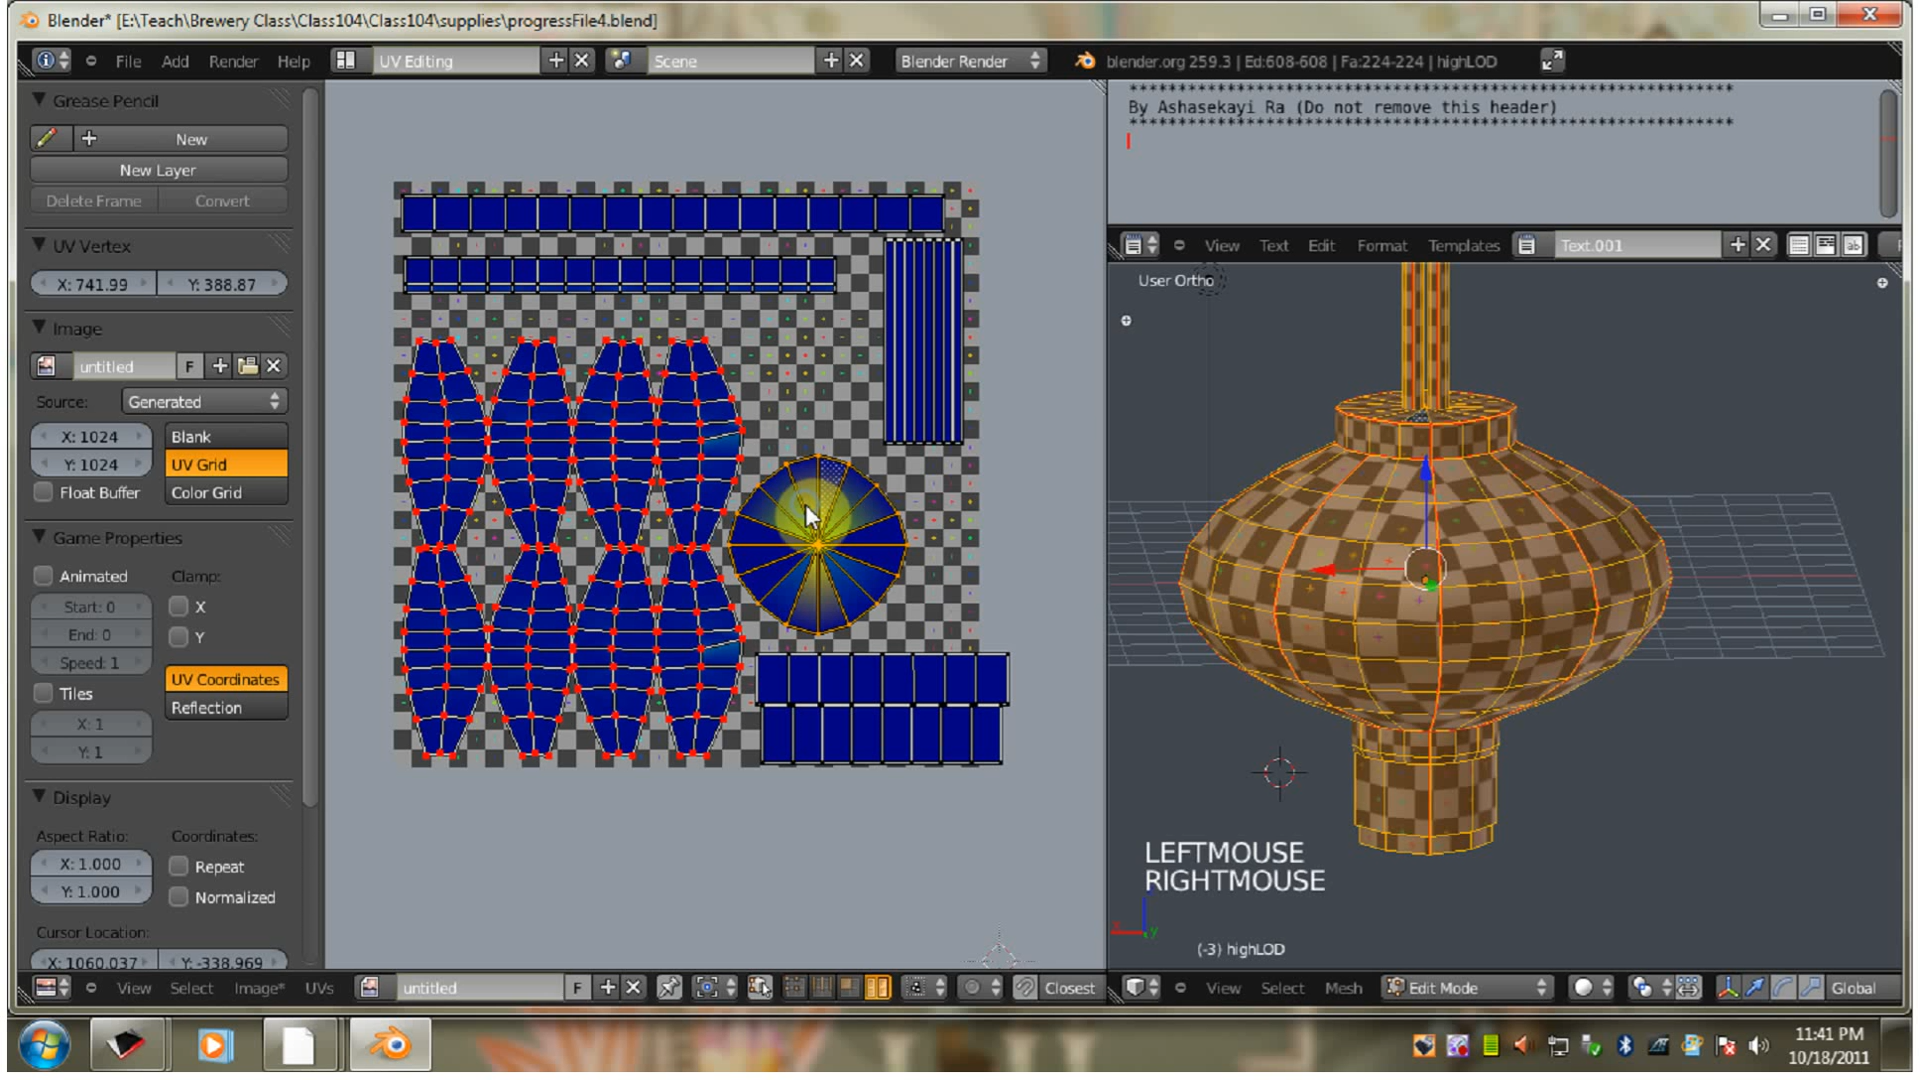 Blender* [E:\Teach\Brewery Class\Class104\Class104\supplies\progressFile4.blend]
File Add Render Help UV Editing Scene Blender Render blender.org 259.3 | Ed:608-608 | Fa:224-224 | highLOD
Grease Pencil
New
New Layer
Delete Frame Convert
UV Vertex
X: 741.99 Y: 388.87
Image
untitled F
Source: Generated
X: 1024 Blank
Y: 1024 UV Grid
Float Buffer Color Grid
Game Properties
Animated Clamp:
Start: 0 X
End: 0 Y
Speed: 1
Tiles UV Coordinates
X: 1 Reflection
Y: 1
Display
Aspect Ratio: Coordinates:
X: 1.000 Repeat
Y: 1.000 Normalized
Cursor Location:
X: 1060.037 Y: -338.969
View Select Image* UVs untitled F Closest
**************************************************************
By Ashasekayi Ra (Do not remove this header)
**************************************************************
View Text Edit Format Templates Text.001
User Ortho
LEFTMOUSE
RIGHTMOUSE
x y
(-3) highLOD
View Select Mesh Edit Mode Global
11:41 PM
10/18/2011